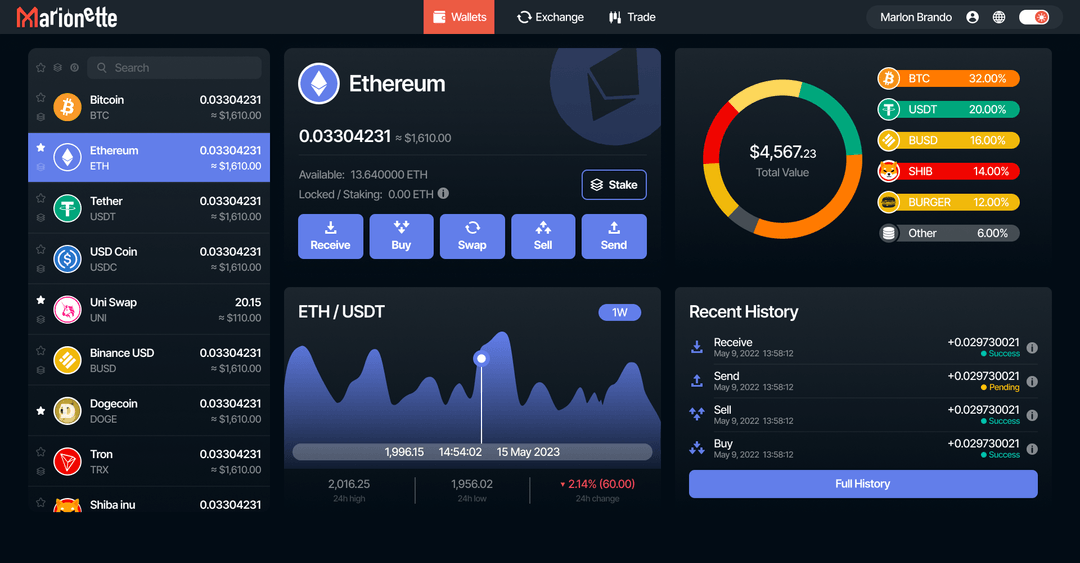 Marionette
Wallets
Exchange
Trade
Marlon Brando
Search
Bitcoin 0.03304231
BTC ≈ $1,610.00
Ethereum 0.03304231
ETH ≈ $1,610.00
Tether 0.03304231
USDT ≈ $1,610.00
USD Coin 0.03304231
USDC ≈ $1,610.00
Uni Swap 20.15
UNI ≈ $110.00
Binance USD 0.03304231
BUSD ≈ $1,610.00
Dogecoin 0.03304231
DOGE ≈ $1,610.00
Tron 0.03304231
TRX ≈ $1,610.00
Shiba inu 0.03304231
Ethereum
0.03304231 ≈ $1,610.00
Available: 13.640000 ETH
Locked / Staking: 0.00 ETH
Stake
Receive
Buy
Swap
Sell
Send
$4,567.23
Total Value
BTC 32.00%
USDT 20.00%
BUSD 16.00%
SHIB 14.00%
BURGER 12.00%
Other 6.00%
ETH / USDT
1W
1,996.15 14:54:02 15 May 2023
2,016.25
24h high
1,956.02
24h low
2.14% (60.00)
24h change
Recent History
Receive +0.029730021
May 9, 2022 13:58:12 Success
Send +0.029730021
May 9, 2022 13:58:12 Pending
Sell +0.029730021
May 9, 2022 13:58:12 Success
Buy +0.029730021
May 9, 2022 13:58:12 Success
Full History